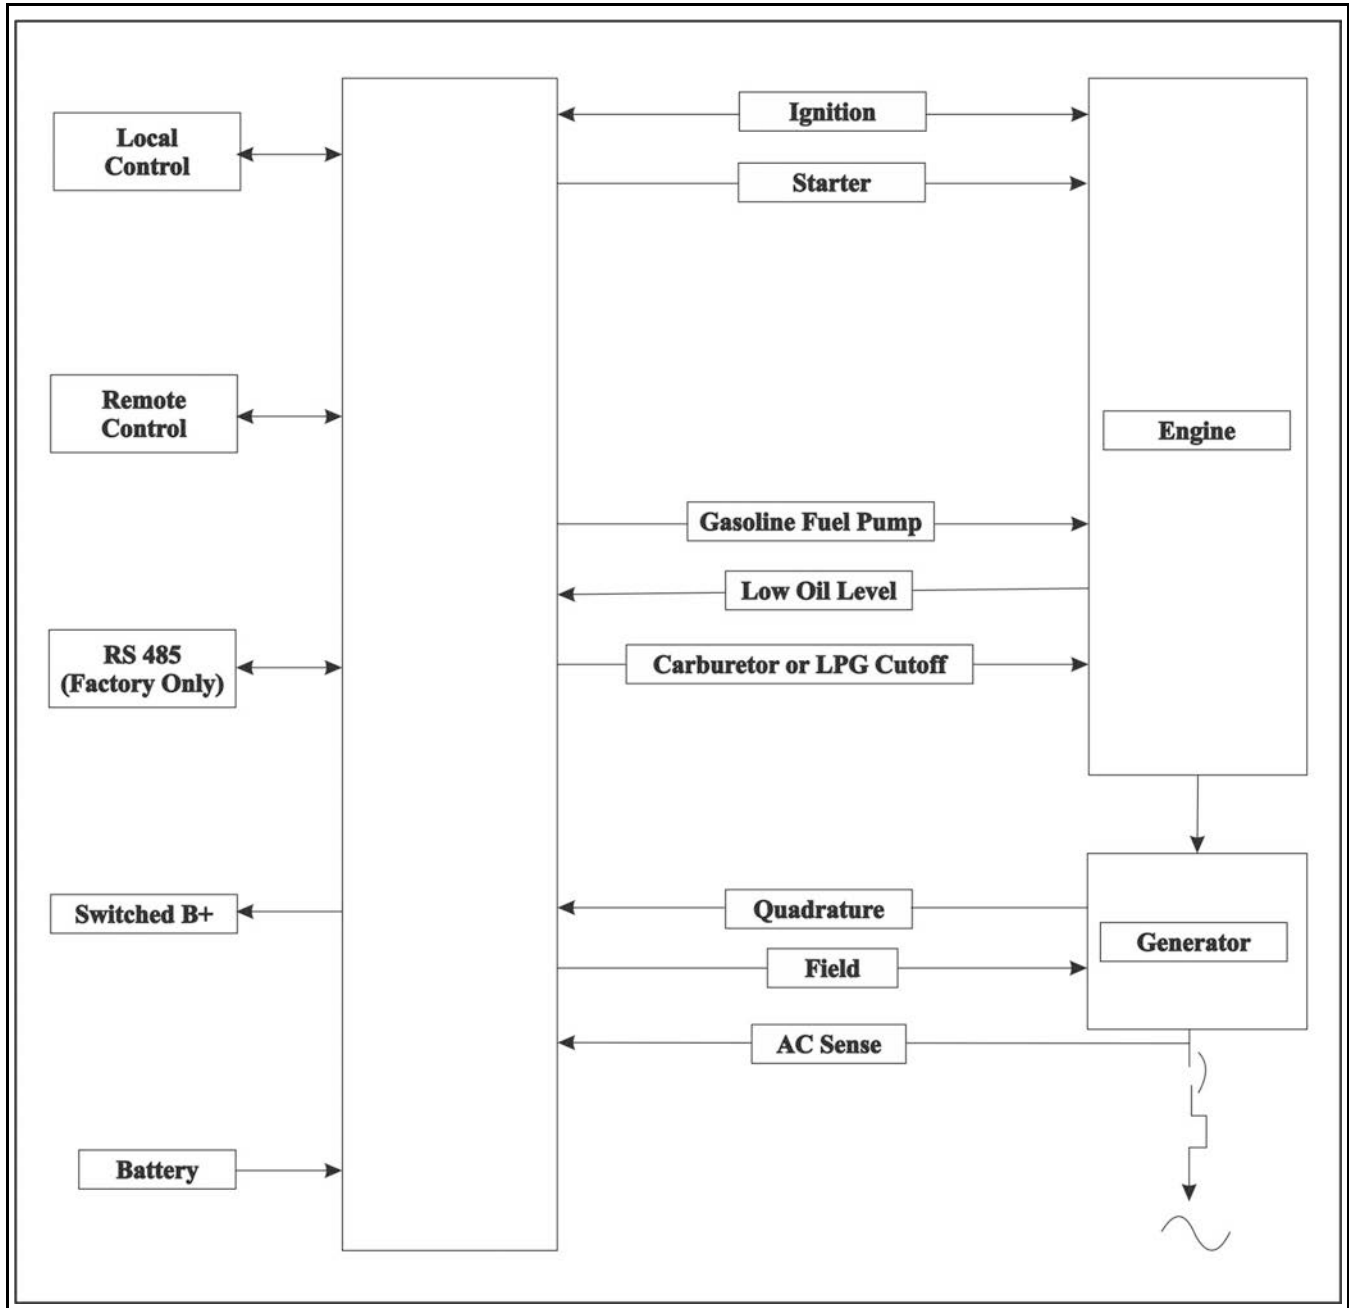 Local
Control
Ignition
Starter
Remote
Control
Engine
Gasoline Fuel Pump
Low Oil Level
RS 485
(Factory Only)
Carburetor or LPG Cutoff
Switched B+
Quadrature
Generator
Field
AC Sense
Battery